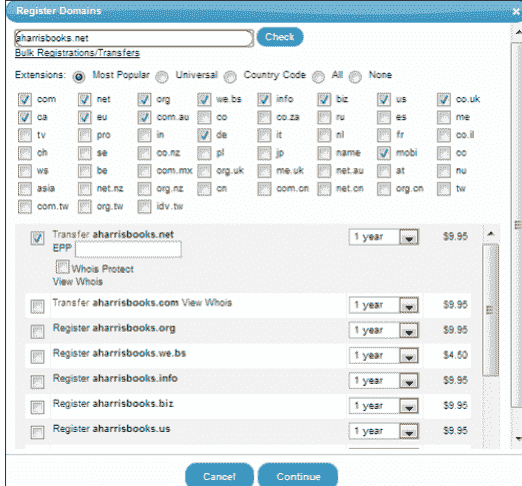 Register Domains
aharrisbooks.net Check
Bulk Registrations/Transfers
Extensions: Most Popular Universal Country Code All None
com net org we.bs info biz us co.uk
ca eu com.au co co.za ru es me
tv pro in de it nl fr co.il
ch se co.nz pl jp name mobi cc
ws be com.mx org.uk me.uk net.au at nu
asia net.nz org.nz cn com.cn net.cn org.cn tw
com.tw org.tw idv.tw
Transfer aharrisbooks.net 1 year $9.95
EPP
Whois Protect
View Whois
Transfer aharrisbooks.com View Whois 1 year $9.95
Register aharrisbooks.org 1 year $9.95
Register aharrisbooks.we.bs 1 year $4.50
Register aharrisbooks.info 1 year $9.95
Register aharrisbooks.biz 1 year $9.95
Register aharrisbooks.us 1 year $9.95
Cancel Continue